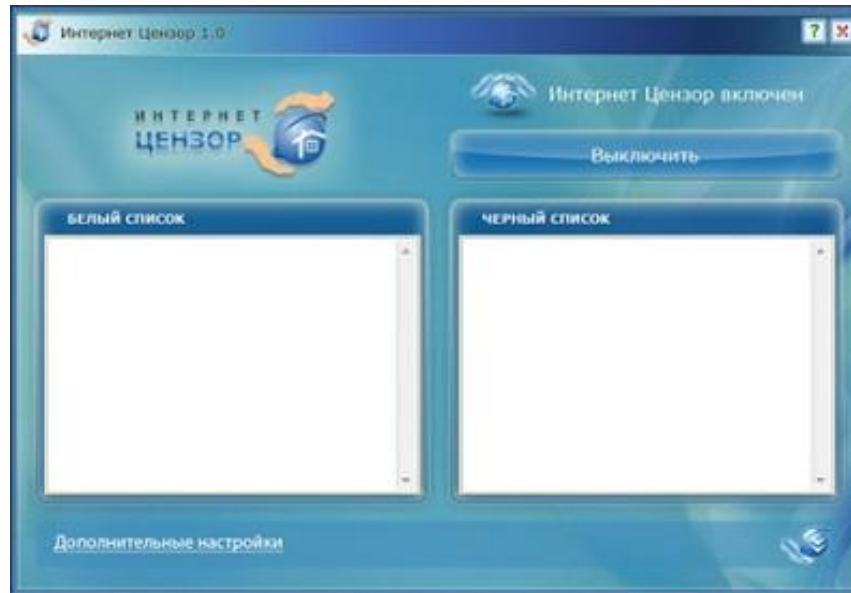 Интернет Цензор 1.0
?
ИНТЕРНЕТ
ЦЕНЗОР
Интернет Цензор включен
Выключить
БЕЛЫЙ СПИСОК
ЧЕРНЫЙ СПИСОК
Дополнительные настройки